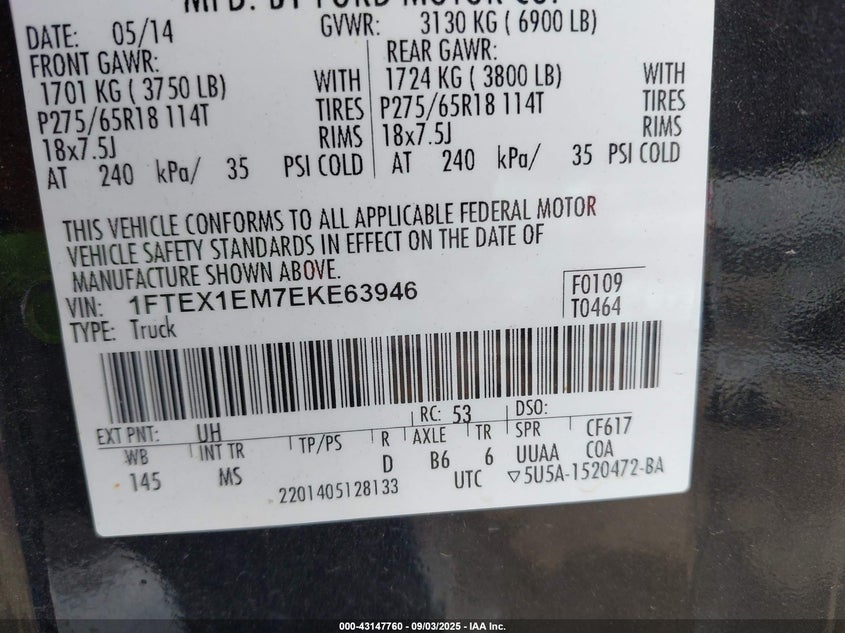 MFD. BY FORD MOTOR CO.
DATE: 05/14 GVWR: 3130 KG ( 6900 LB)
FRONT GAWR: REAR GAWR:
1701 KG ( 3750 LB) WITH 1724 KG ( 3800 LB) WITH
P275/65R18 114T TIRES P275/65R18 114T TIRES
18x7.5J RIMS 18x7.5J RIMS
AT 240 kPa/ 35 PSI COLD AT 240 kPa/ 35 PSI COLD
THIS VEHICLE CONFORMS TO ALL APPLICABLE FEDERAL MOTOR
VEHICLE SAFETY STANDARDS IN EFFECT ON THE DATE OF
MANUFACTURE SHOWN ABOVE.
VIN: 1FTEX1EM7EKE63946 F0109
TYPE: Truck T0464
EXT PNT: UH RC: 53 DSO:
WB INT TR TP/PS R AXLE TR SPR CF617
145 MS D B6 6 UUAA COA
2201405128133 UTC ▽5U5A-1520472-BA
000-43147760 - 09/03/2025 - IAA Inc.